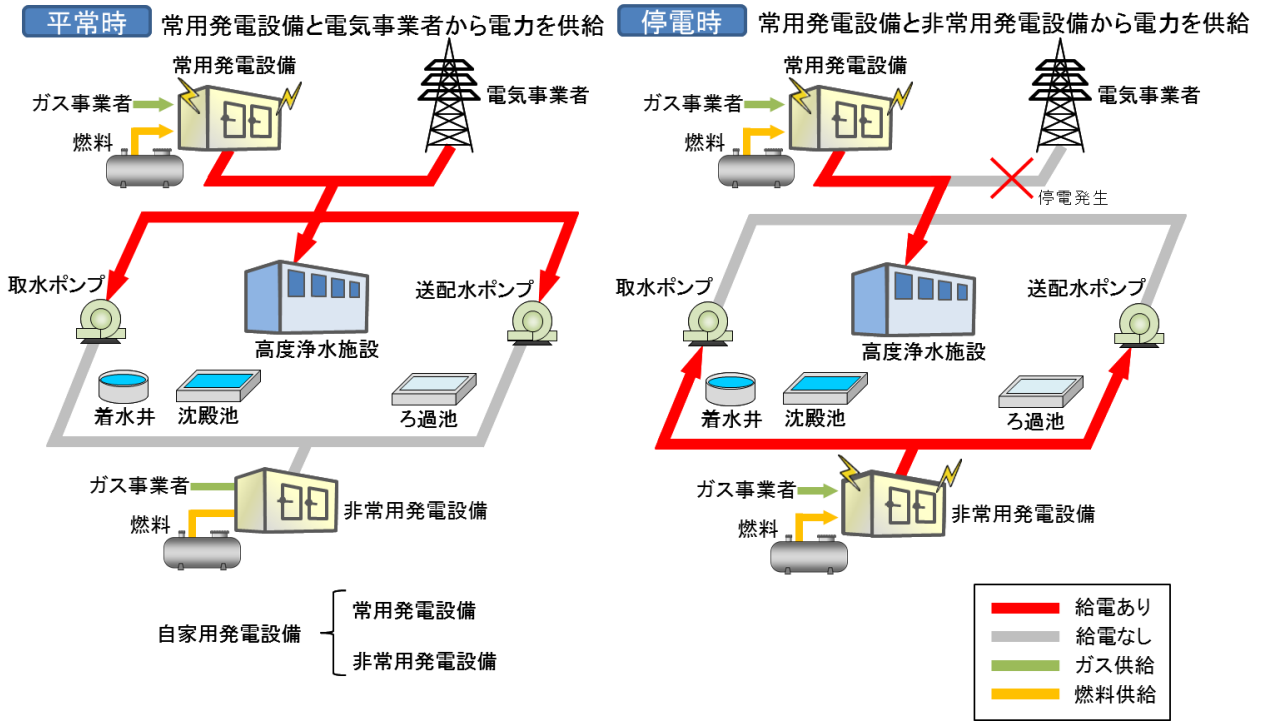 平常時
常用発電設備と電気事業者から電力を供給
常用発電設備
ガス事業者
電気事業者
燃料
取水ポンプ
送配水ポンプ
高度浄水施設
着水井
沈殿池
ろ過池
ガス事業者
非常用発電設備
燃料
自家用発電設備
常用発電設備
非常用発電設備
停電時
常用発電設備と非常用発電設備から電力を供給
常用発電設備
ガス事業者
電気事業者
燃料
停電発生
取水ポンプ
送配水ポンプ
高度浄水施設
着水井
沈殿池
ろ過池
ガス事業者
非常用発電設備
燃料
給電あり
給電なし
ガス供給
燃料供給